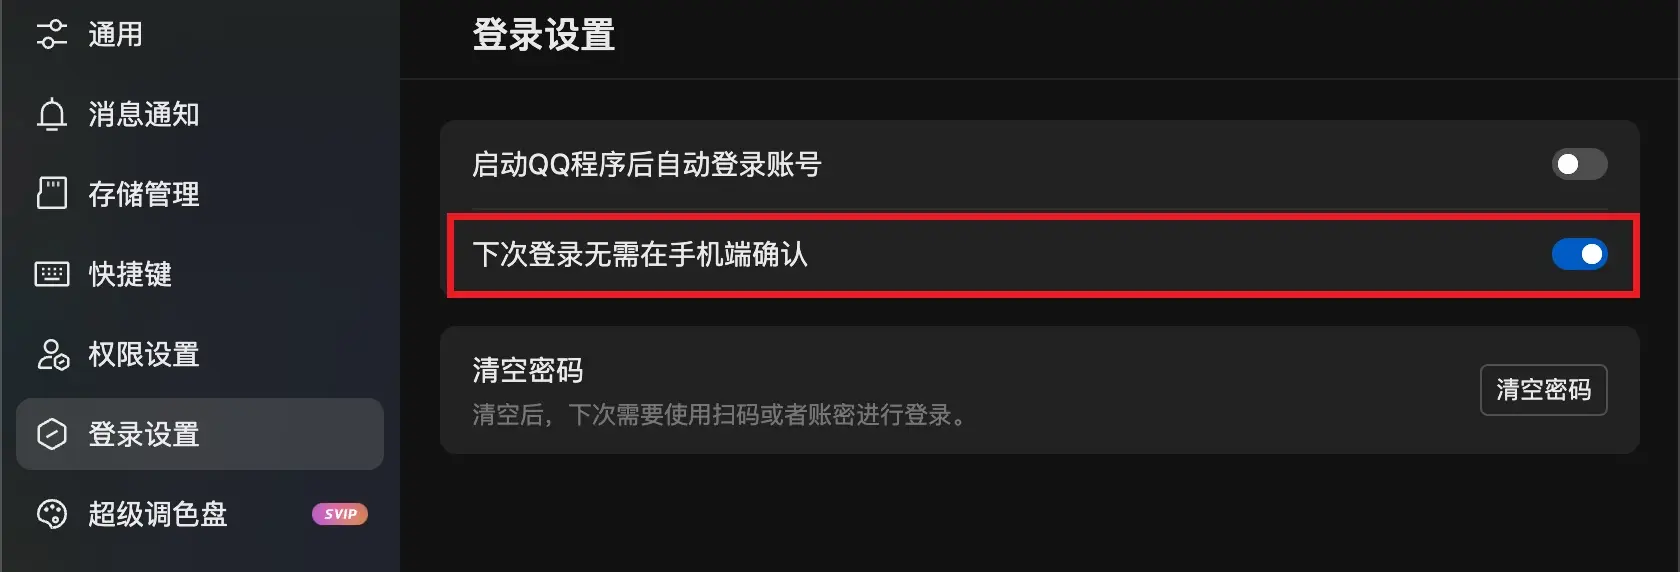 通用
消息通知
存储管理
快捷键
权限设置
登录设置
超级调色盘 SVIP
登录设置
启动QQ程序后自动登录账号
下次登录无需在手机端确认
清空密码
清空后，下次需要使用扫码或者账密进行登录。
清空密码